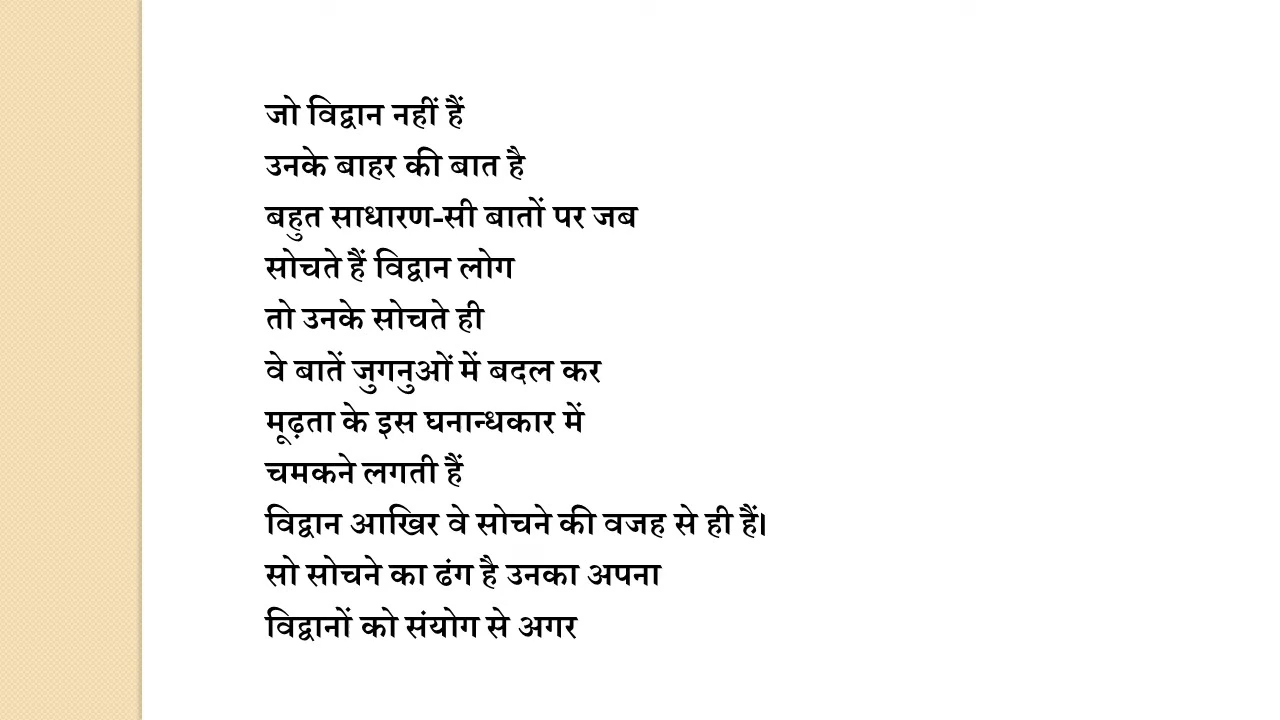 जो विद्वान नहीं हैं
उनके बाहर की बात है
बहुत साधारण-सी बातों पर जब
सोचते हैं विद्वान लोग
तो उनके सोचते ही
वे बातें जुगनुओं में बदल कर
मूढ़ता के इस घनान्धकार में
चमकने लगती हैं
विद्वान आखिर वे सोचने की वजह से ही हैं।
सो सोचने का ढंग है उनका अपना
विद्वानों को संयोग से अगर